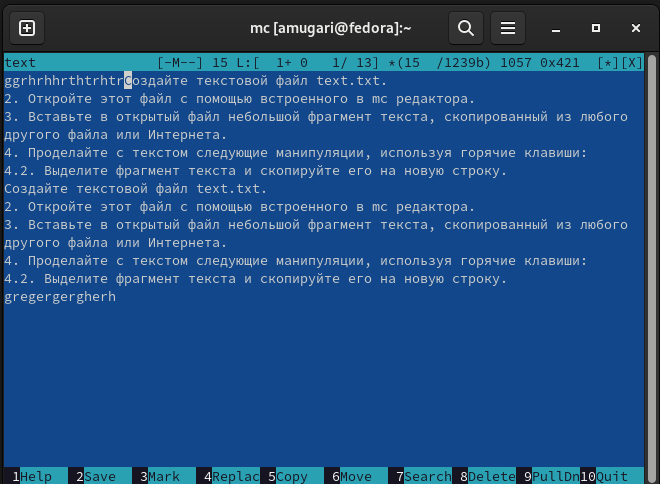 mc [amugari@fedora]:~
text [-M--] 15 L:[ 1+ 0 1/ 13] *(15 /1239b) 1057 0x421 [*][X]
ggrhrhhrthtrhtrСоздайте текстовой файл text.txt.
2. Откройте этот файл с помощью встроенного в mc редактора.
3. Вставьте в открытый файл небольшой фрагмент текста, скопированный из любого
другого файла или Интернета.
4. Проделайте с текстом следующие манипуляции, используя горячие клавиши:
4.2. Выделите фрагмент текста и скопируйте его на новую строку.
Создайте текстовой файл text.txt.
2. Откройте этот файл с помощью встроенного в mc редактора.
3. Вставьте в открытый файл небольшой фрагмент текста, скопированный из любого
другого файла или Интернета.
4. Проделайте с текстом следующие манипуляции, используя горячие клавиши:
4.2. Выделите фрагмент текста и скопируйте его на новую строку.
gregergergherh
1Help 2Save 3Mark 4Replac 5Copy 6Move 7Search 8Delete 9PullDn 10Quit